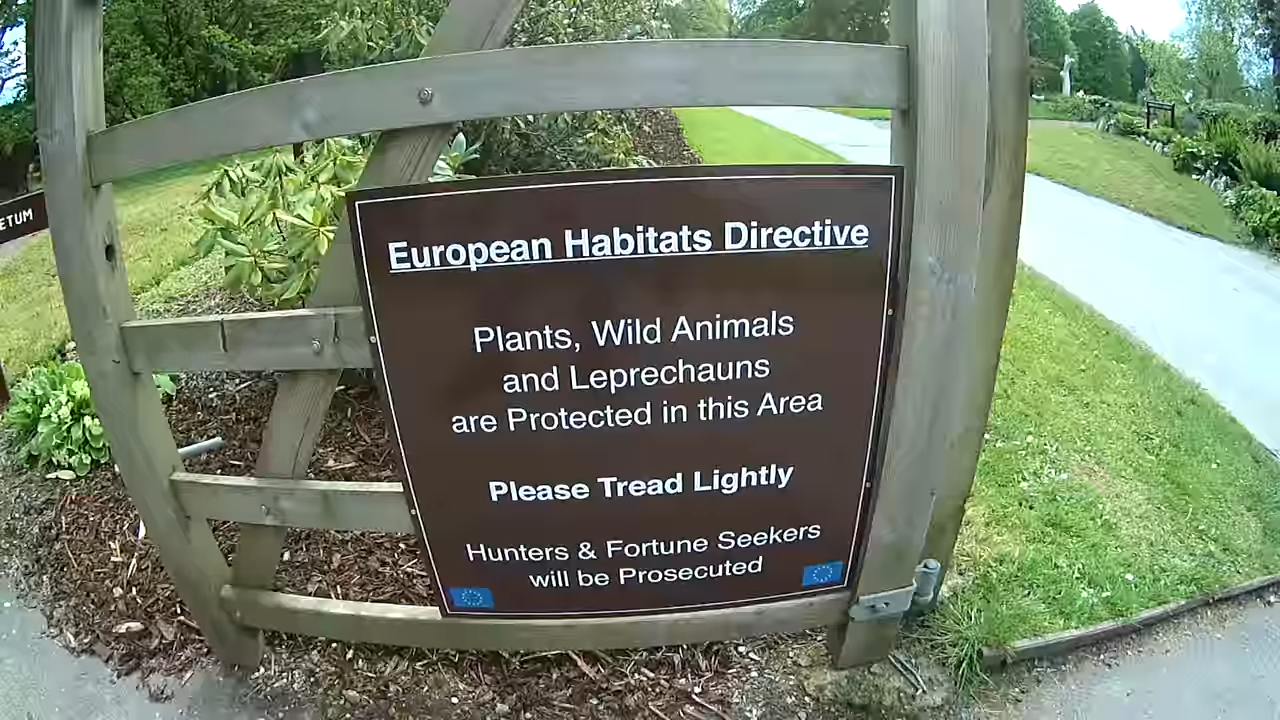 ETUM
European Habitats Directive
Plants, Wild Animals
and Leprechauns
are Protected in this Area
Please Tread Lightly
Hunters & Fortune Seekers
will be Prosecuted